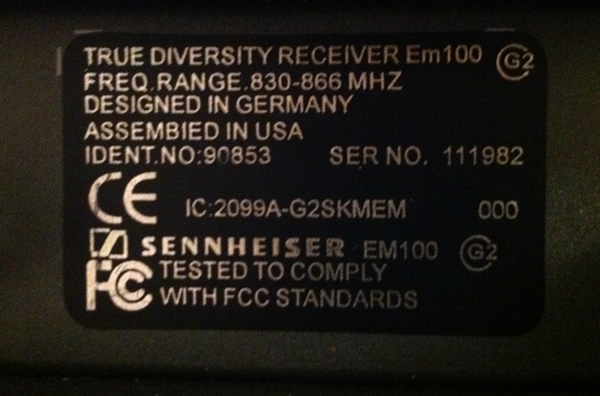 TRUE DIVERSITY RECEIVER Em100 G2
FREQ.RANGE.830-866 MHZ
DESIGNED IN GERMANY
ASSEMBIED IN USA
IDENT.NO:90853 SER NO. 111982
CE IC:2099A-G2SKMEM 000
SENNHEISER EM100 G2
FC TESTED TO COMPLY
WITH FCC STANDARDS